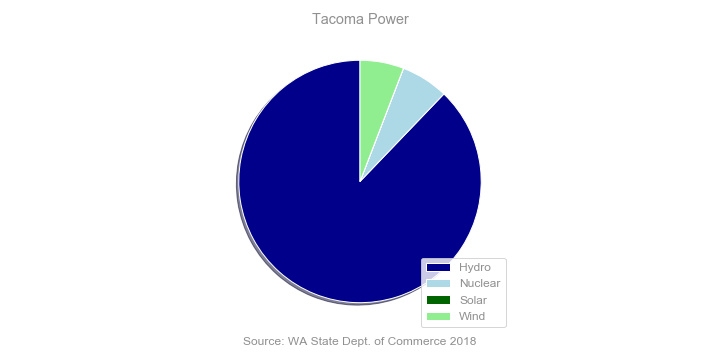 Tacoma Power
Hydro
Nuclear
Solar
Wind
Source: WA State Dept. of Commerce 2018